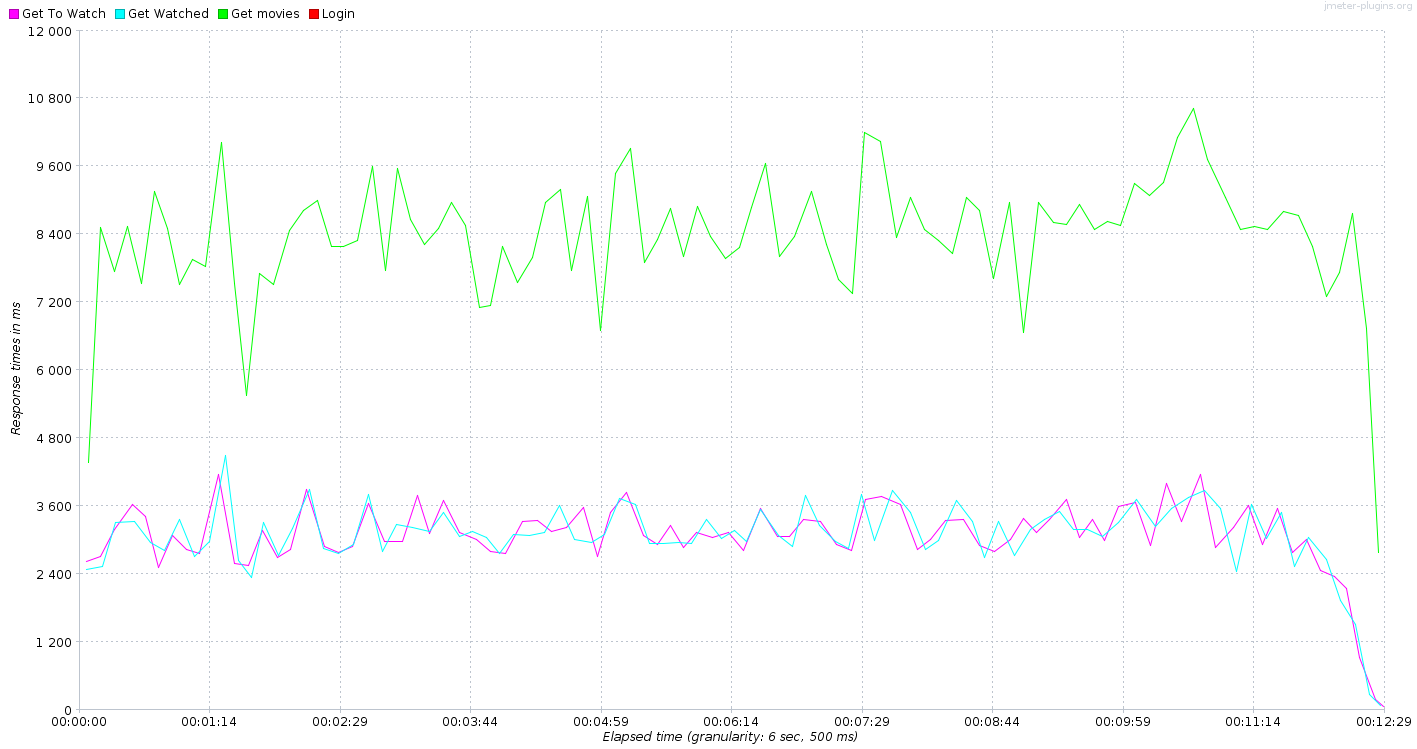 Get To Watch Get Watched Get movies Login
jmeter-plugins.org
12 000
10 800
9 600
8 400
7 200
6 000
4 800
3 600
2 400
1 200
0
Response times in ms
00:00:00 00:01:14 00:02:29 00:03:44 00:04:59 00:06:14 00:07:29 00:08:44 00:09:59 00:11:14 00:12:29
Elapsed time (granularity: 6 sec, 500 ms)